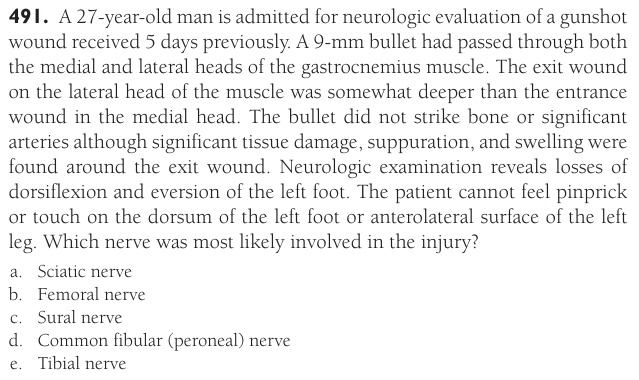 491. A 27-year-old man is admitted for neurologic evaluation of a gunshot
wound received 5 days previously. A 9-mm bullet had passed through both
the medial and lateral heads of the gastrocnemius muscle. The exit wound
on the lateral head of the muscle was somewhat deeper than the entrance
wound in the medial head. The bullet did not strike bone or significant
arteries although significant tissue damage, suppuration, and swelling were
found around the exit wound. Neurologic examination reveals losses of
dorsiflexion and eversion of the left foot. The patient cannot feel pinprick
or touch on the dorsum of the left foot or anterolateral surface of the left
leg. Which nerve was most likely involved in the injury?
a. Sciatic nerve
b. Femoral nerve
c. Sural nerve
d. Common fibular (peroneal) nerve
e. Tibial nerve